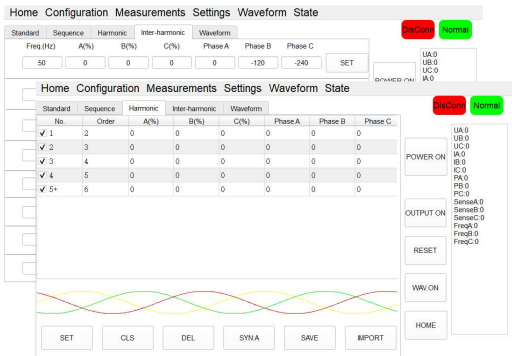 Home Configuration Measurements Settings Waveform State
DisConn Normal
Standard Sequence Harmonic Inter-harmonic Waveform
Freq.(Hz) A(%) B(%) C(%) Phase A Phase B Phase C
50 0 0 0 0 -120 -240 SET
UA:0
UB:0
UC:0
IA:0
POWER ON
Home Configuration Measurements Settings Waveform State
DisConn Normal
Standard Sequence Harmonic Inter-harmonic Waveform
No. Order A(%) B(%) C(%) Phase A Phase B Phase C
1 2 0 0 0 0 0 0
2 3 0 0 0 0 0 0
3 4 0 0 0 0 0 0
4 5 0 0 0 0 0 0
5+ 6 0 0 0 0 0 0
POWER ON
OUTPUT ON
RESET
WAV.ON
HOME
UA:0
UB:0
UC:0
IA:0
IB:0
IC:0
PA:0
PB:0
PC:0
SenseA:0
SenseB:0
SenseC:0
FreqA:0
FreqB:0
FreqC:0
SET CLS DEL SYN:A SAVE IMPORT